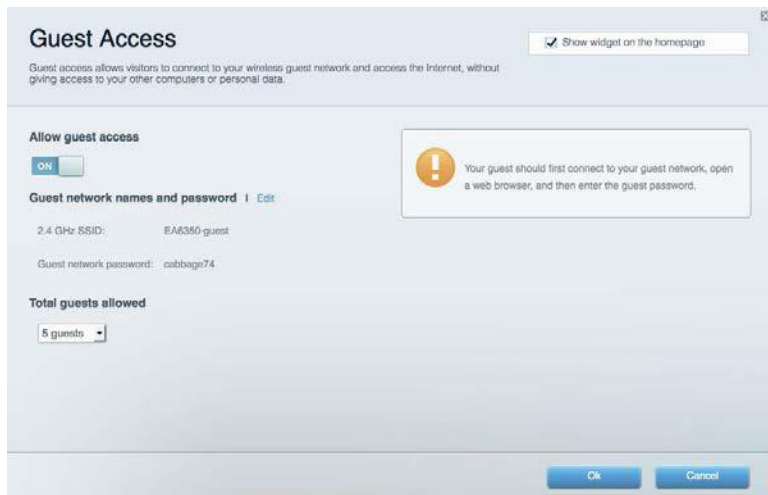 Guest Access
Show widget on the homepage
Guest access allows visitors to connect to your wireless guest network and access the Internet, without
giving access to your other computers or personal data.
Allow guest access
ON
Your guest should first connect to your guest network, open
a web browser, and then enter the guest password.
Guest network names and password | Edit
2.4 GHz SSID: EA6350-guest
Guest network password: cabbage74
Total guests allowed
5 guests
Ok Cancel